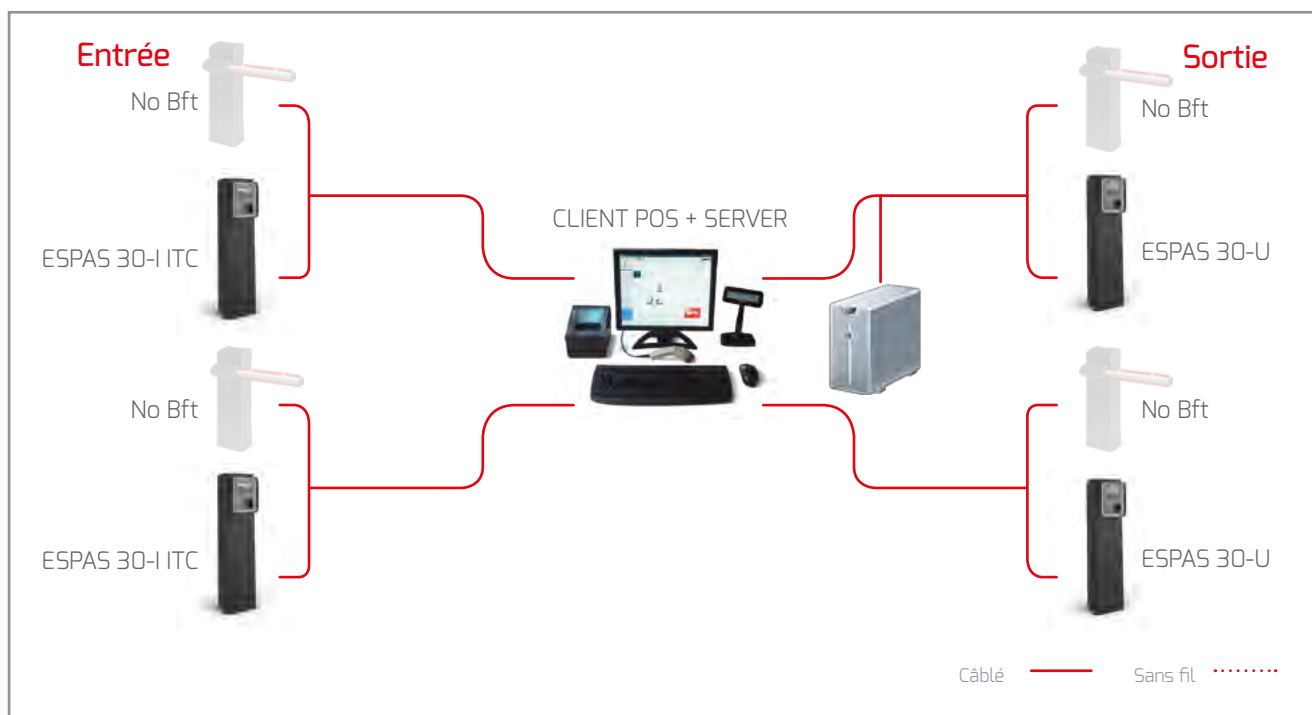 Entrée
Sortie
No Bft
No Bft
CLIENT POS + SERVER
ESPAS 30-I ITC
ESPAS 30-U
No Bft
No Bft
ESPAS 30-I ITC
ESPAS 30-U
Câblé
Sans fil